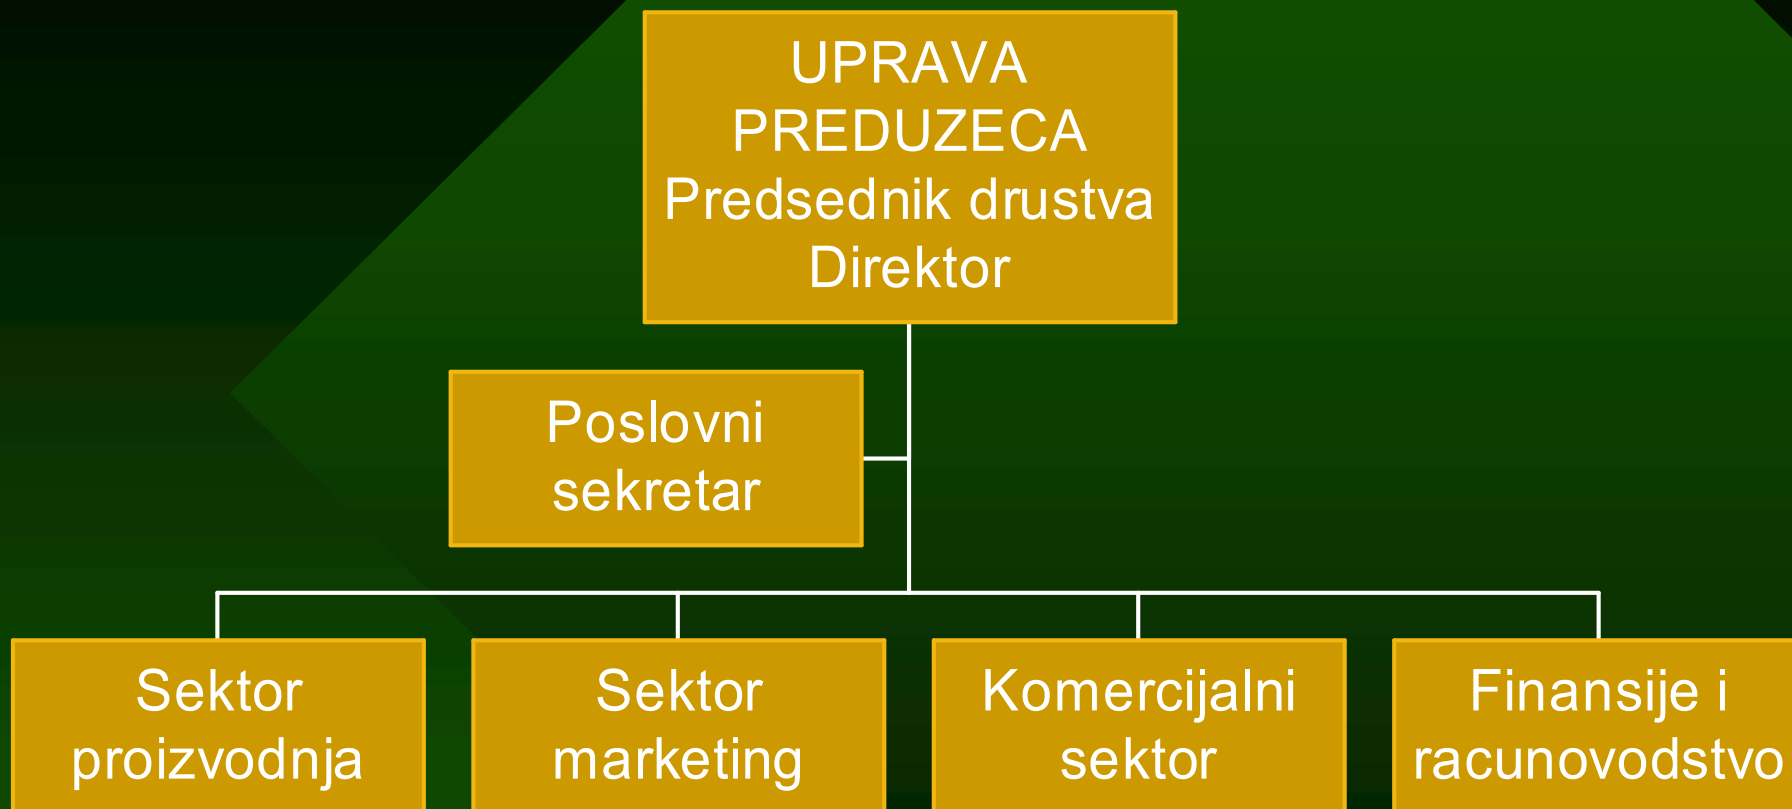 UPRAVA
PREDUZECA
Predsednik drustva
Direktor
Poslovni
sekretar
Sektor
proizvodnja
Sektor
marketing
Komercijalni
sektor
Finansije i
racunovodstvo